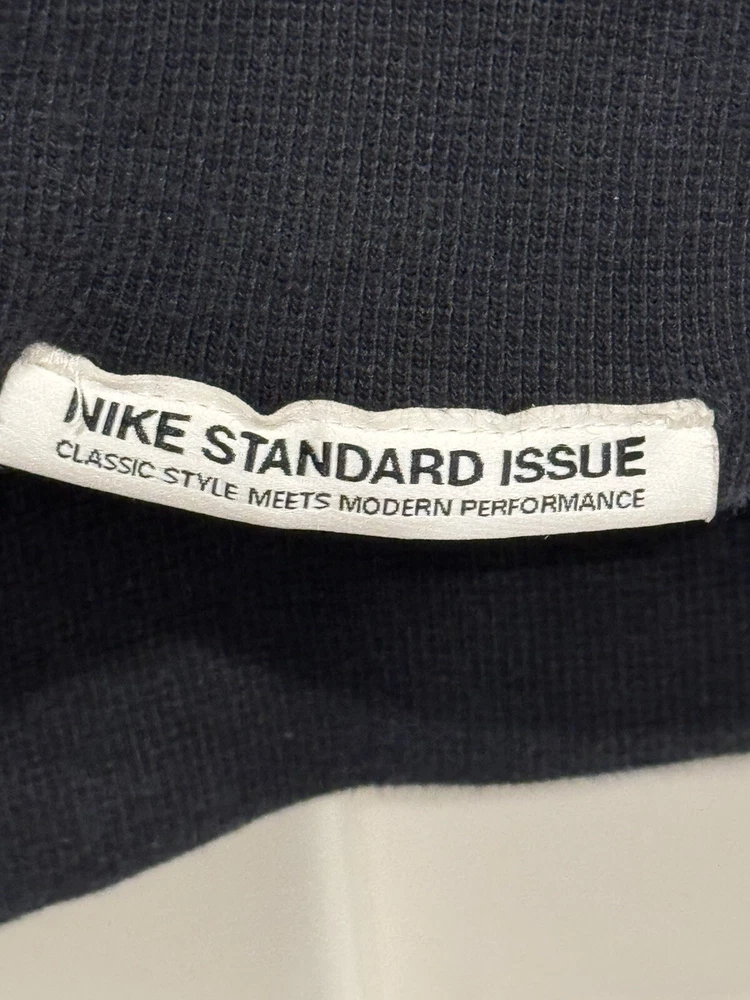 NIKE STANDARD ISSUE
CLASSIC STYLE MEETS MODERN PERFORMANCE